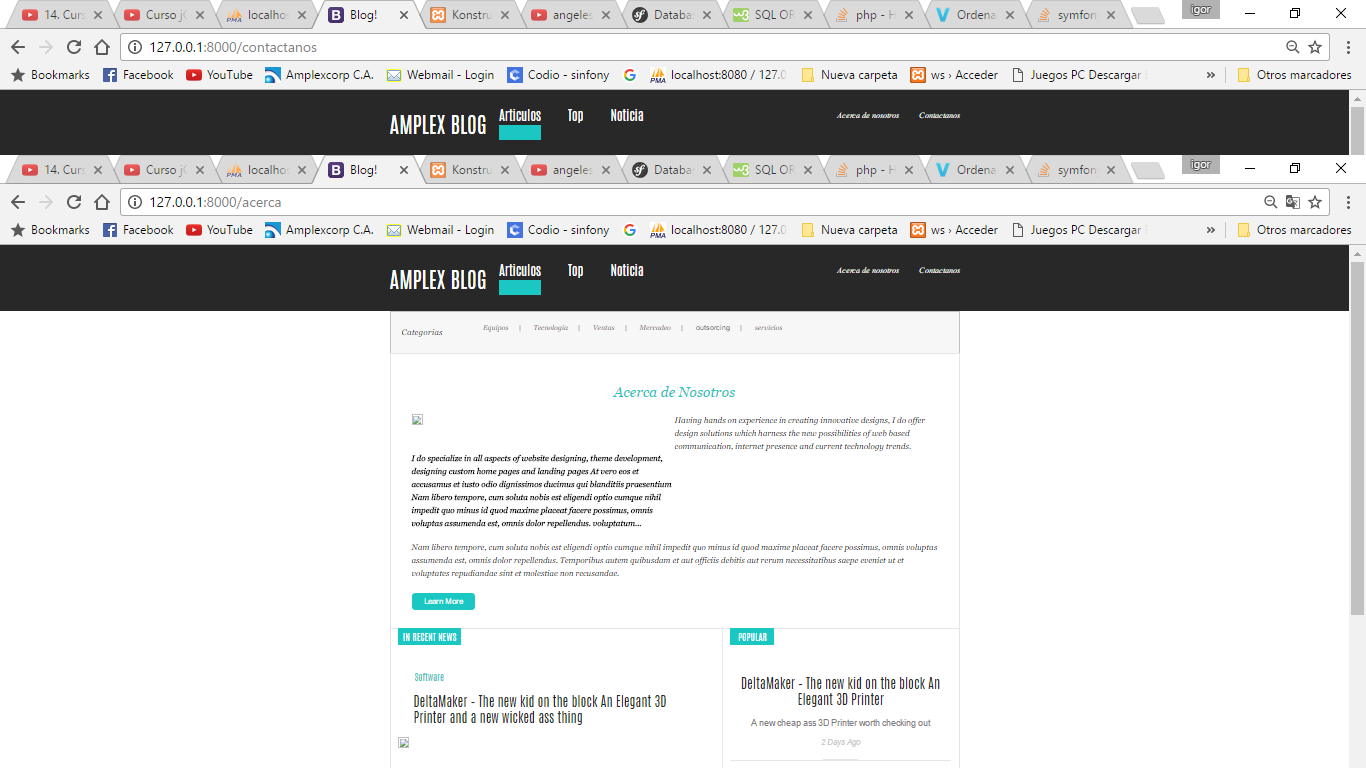 14. Curs Curso jC localhos Blog! Konstru angeles Databa: SQL OR php - H Ordena symfon igor
127.0.0.1:8000/contactanos
Bookmarks Facebook YouTube Amplexcorp C.A. Webmail - Login Codio - sinfony localhost:8080 / 127.0 Nueva carpeta ws › Acceder Juegos PC Descargar » Otros marcadores
AMPLEX BLOG Articulos Top Noticia Acerca de nosotros Contactanos
14. Curs Curso jC localhos Blog! Konstru angeles Databa: SQL OR php - H Ordena symfon igor
127.0.0.1:8000/acerca
Bookmarks Facebook YouTube Amplexcorp C.A. Webmail - Login Codio - sinfony localhost:8080 / 127.0 Nueva carpeta ws › Acceder Juegos PC Descargar » Otros marcadores
AMPLEX BLOG Articulos Top Noticia Acerca de nosotros Contactanos
Categorias Equipos | Tecnologia | Ventas | Mercadeo | outsorcing | servicios
Acerca de Nosotros
Having hands on experience in creating innovative designs, I do offer
design solutions which harness the new possibilities of web based
communication, internet presence and current technology trends.
I do specialize in all aspects of website designing, theme development,
designing custom home pages and landing pages At vero eos et
accusamus et iusto odio dignissimos ducimus qui blanditiis praesentium
Nam libero tempore, cum soluta nobis est eligendi optio cumque nihil
impedit quo minus id quod maxime placeat facere possimus, omnis
voluptas assumenda est, omnis dolor repellendus. voluptatum...
Nam libero tempore, cum soluta nobis est eligendi optio cumque nihil impedit quo minus id quod maxime placeat facere possimus, omnis voluptas
assumenda est, omnis dolor repellendus. Temporibus autem quibusdam et aut officiis debitis aut rerum necessitatibus saepe eveniet ut et
voluptates repudiandae sint et molestiae non recusandae.
Learn More
IN RECENT NEWS
Software
DeltaMaker - The new kid on the block An Elegant 3D
Printer and a new wicked ass thing
POPULAR
DeltaMaker - The new kid on the block An
Elegant 3D Printer
A new cheap ass 3D Printer worth checking out
2 Days Ago